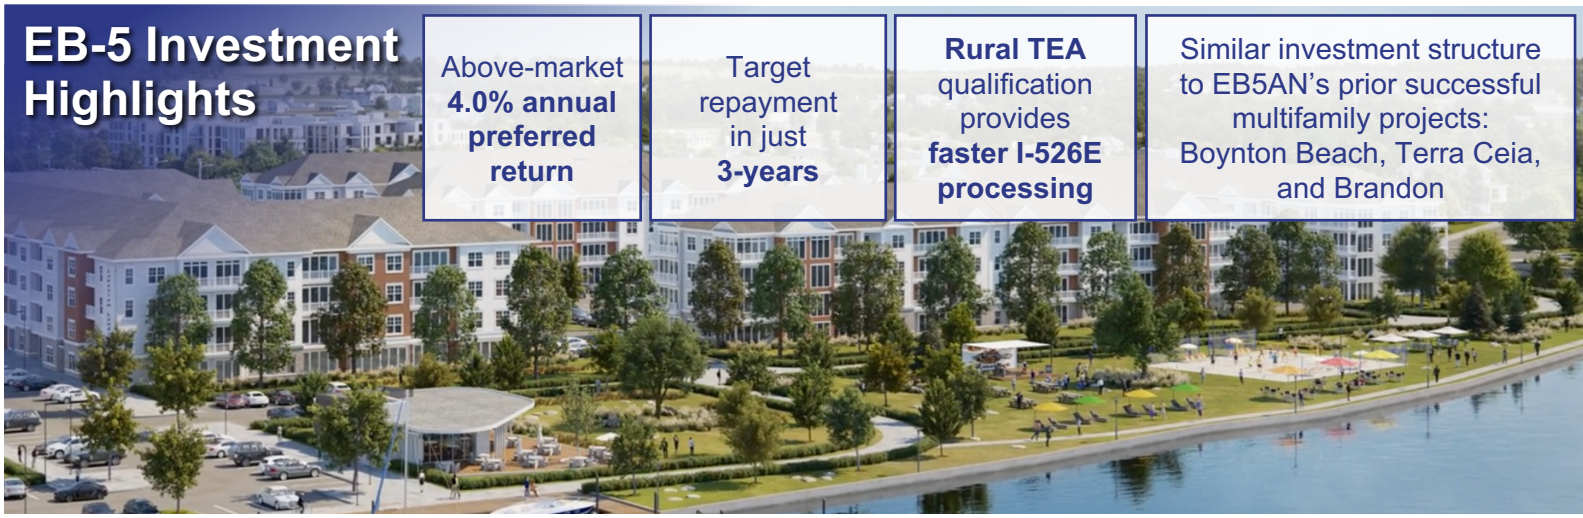 EB-5 Investment
Highlights
Above-market
4.0% annual
preferred
return
Target
repayment
in just
3-years
Rural TEA
qualification
provides
faster I-526E
processing
Similar investment structure
to EB5AN’s prior successful
multifamily projects:
Boynton Beach, Terra Ceia,
and Brandon